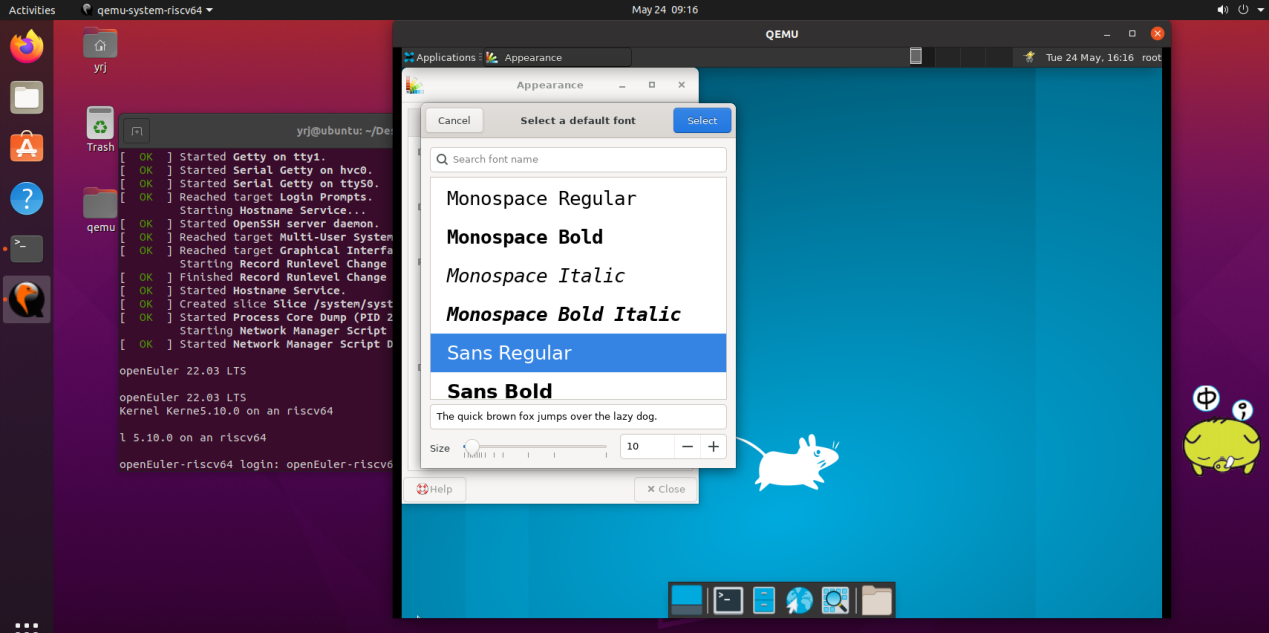 Activities
qemu-system-riscv64
May 24 09:16
yrj
Trash
qemu
yrj@ubuntu: ~/Des
[ OK ] Started Getty on tty1.
[ OK ] Started Serial Getty on hvc0.
[ OK ] Started Serial Getty on ttyS0.
[ OK ] Reached target Login Prompts.
Starting Hostname Service...
[ OK ] Started OpenSSH server daemon.
[ OK ] Reached target Multi-User System
[ OK ] Reached target Graphical Interfa
Starting Record Runlevel Change
[ OK ] Finished Record Runlevel Change
[ OK ] Started Hostname Service.
[ OK ] Created slice Slice /system/syst
[ OK ] Started Process Core Dump (PID 2
Starting Network Manager Script
[ OK ] Started Network Manager Script D
openEuler 22.03 LTS
openEuler 22.03 LTS
Kernel Kerne5.10.0 on an riscv64
l 5.10.0 on an riscv64
openEuler-riscv64 login: openEuler-riscv6
QEMU
Applications
Appearance
Tue 24 May, 16:16
root
Appearance
Cancel
Select a default font
Select
Search font name
Monospace Regular
Monospace Bold
Monospace Italic
Monospace Bold Italic
Sans Regular
Sans Bold
The quick brown fox jumps over the lazy dog.
Size
10
Help
Close
中